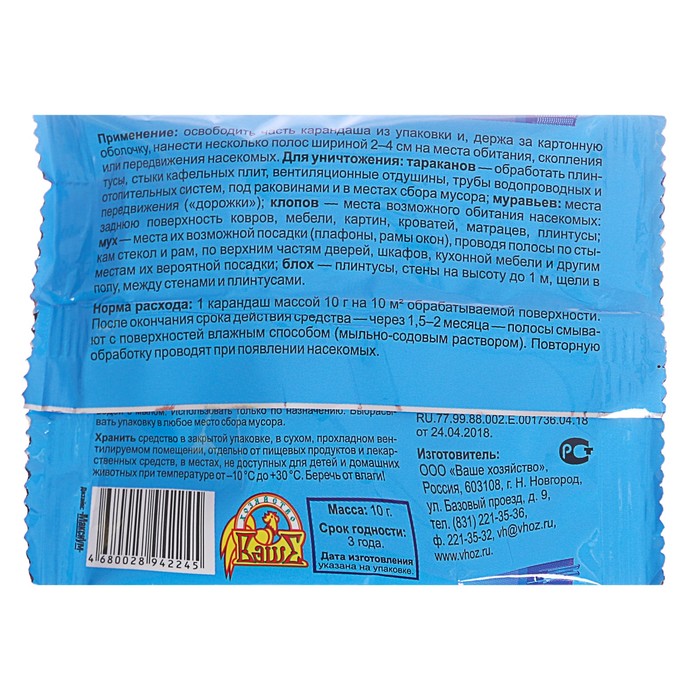 Применение: освободить часть карандаша из упаковки и, держа за картонную
оболочку, нанести несколько полос шириной 2–4 см на места обитания, скопления
или передвижения насекомых. Для уничтожения: тараканов – обработать плин-
тусы, стыки кафельных плит, вентиляционные отдушины, трубы водопроводных и
отопительных систем, под раковинами и в местах сбора мусора; муравьев: места
передвижения («дорожки»); клопов – места возможного обитания насекомых:
заднюю поверхность ковров, мебели, картин, кроватей, матрацев, плинтусы;
мух – места их возможной посадки (плафоны, рамы окон), проводя полосы по сты-
кам стекол и рам, по верхним частям дверей, шкафов, кухонной мебели и другим
местам их вероятной посадки; блох – плинтусы, стены на высоту до 1 м, щели в
полу, между стенами и плинтусами.
Норма расхода: 1 карандаш массой 10 г на 10 м² обрабатываемой поверхности.
После окончания срока действия средства – через 1,5–2 месяца – полосы смыва-
ют с поверхностей влажным способом (мыльно-содовым раствором). Повторную
обработку проводят при появлении насекомых.
водой с мылом. Использовать только по назначению. Выбрасы-
вать упаковку в любое место сбора мусора.
Хранить средство в закрытой упаковке, в сухом, прохладном вен-
тилируемом помещении, отдельно от пищевых продуктов и лекар-
ственных средств, в местах, не доступных для детей и домашних
животных при температуре от –10 °С до +30 °С. Беречь от влаги!
RU.77.99.88.002.Е.001736.04.18
от 24.04.2018.
Изготовитель:
ООО «Ваше хозяйство»,
Россия, 603108, г. Н. Новгород,
ул. Базовый проезд, д. 9,
тел. (831) 221-35-36,
ф. 221-35-32, vh@vhoz.ru,
www.vhoz.ru.
РСТ
4 680028 942245
ХОЗЯЙСТВО
ВАШЕ
Масса: 10 г.
Срок годности:
3 года.
Дата изготовления
указана на упаковке.